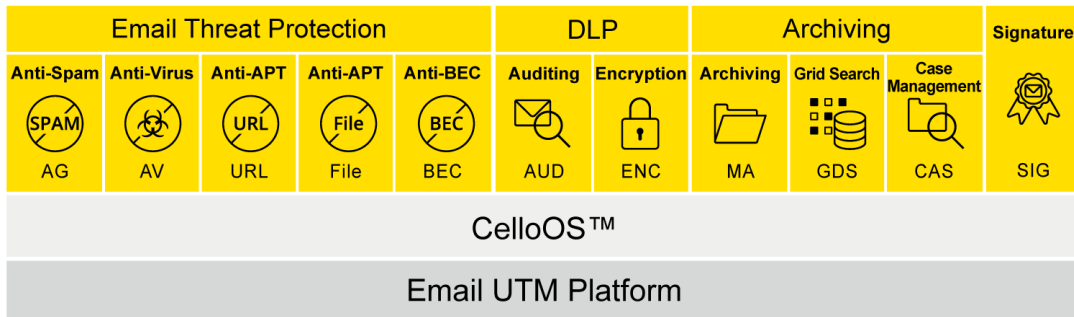 Email Threat Protection
DLP
Archiving
Signature
Anti-Spam
Anti-Virus
Anti-APT
Anti-APT
Anti-BEC
Auditing
Encryption
Archiving
Grid Search
Case
Management
SPAM
URL
File
BEC
AG
AV
URL
File
BEC
AUD
ENC
MA
GDS
CAS
SIG
CelloOS™
Email UTM Platform